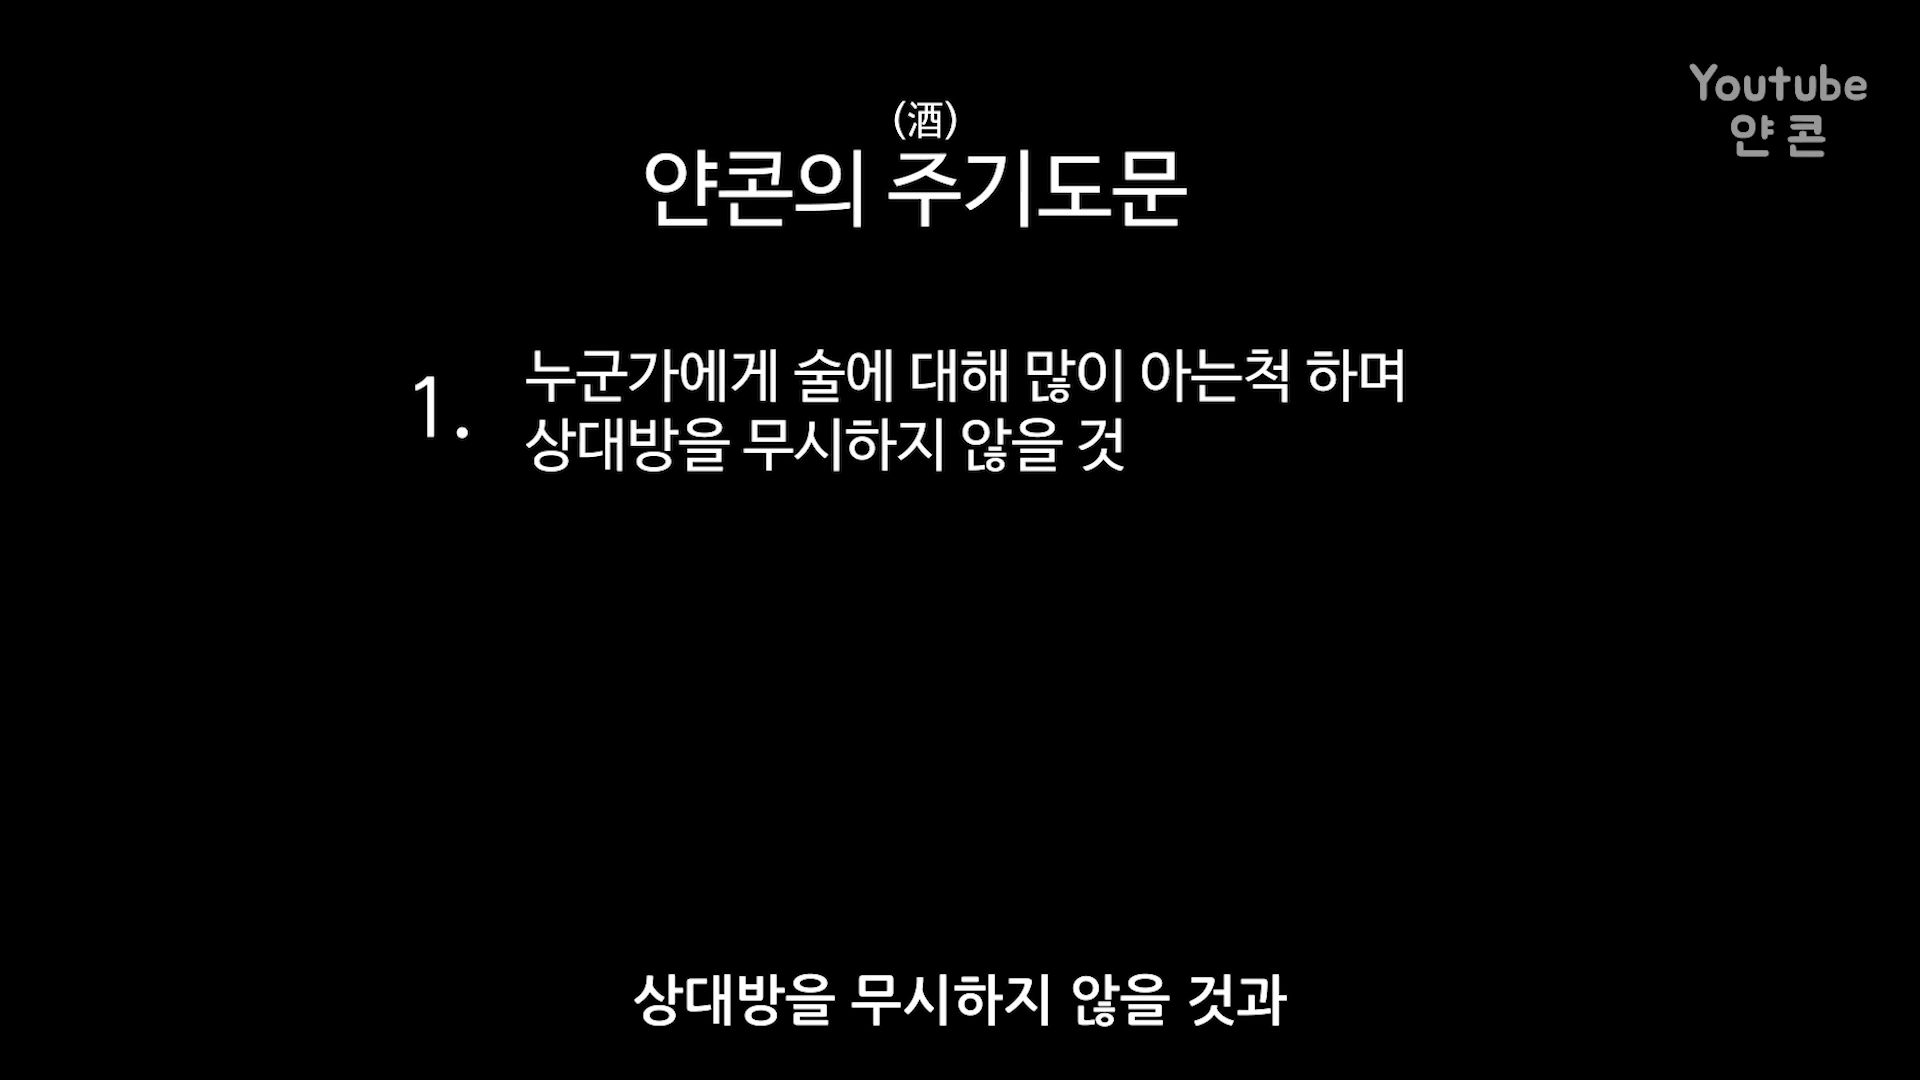 Youtube
얀콘
(酒)
얀콘의 주기도문
1.
누군가에게 술에 대해 많이 아는척 하며
상대방을 무시하지 않을 것
상대방을 무시하지 않을 것과